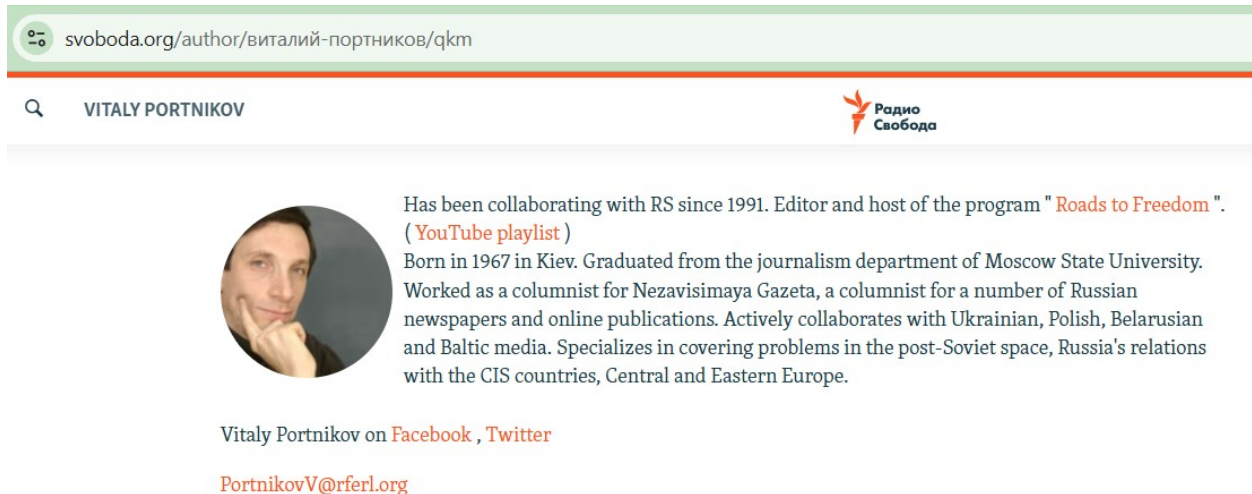 svoboda.org/author/виталий-портников/qkm
VITALY PORTNIKOV
Радио
Свобода
Has been collaborating with RS since 1991. Editor and host of the program " Roads to Freedom ".
( YouTube playlist )
Born in 1967 in Kiev. Graduated from the journalism department of Moscow State University.
Worked as a columnist for Nezavisimaya Gazeta, a columnist for a number of Russian
newspapers and online publications. Actively collaborates with Ukrainian, Polish, Belarusian
and Baltic media. Specializes in covering problems in the post-Soviet space, Russia's relations
with the CIS countries, Central and Eastern Europe.
Vitaly Portnikov on Facebook , Twitter
PortnikovV@rferl.org